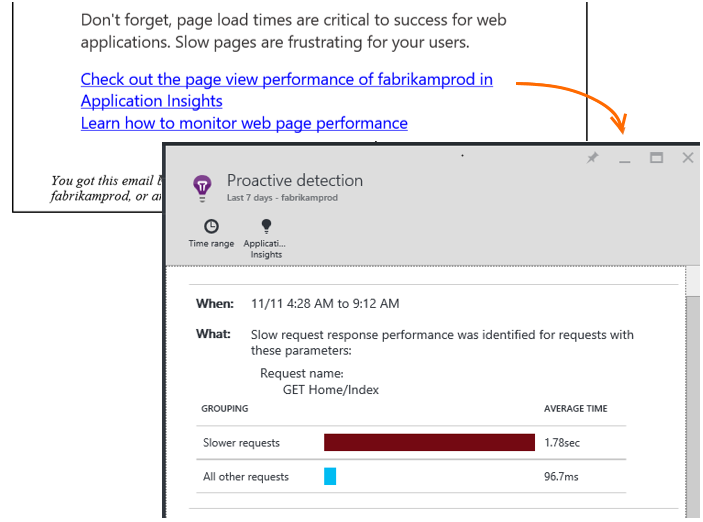 Don't forget, page load times are critical to success for web
applications. Slow pages are frustrating for your users.
Check out the page view performance of fabrikamprod in
Application Insights
Learn how to monitor web page performance
You got this email
fabrikamprod, or
Proactive detection
Last 7 days - fabrikamprod
Time range
Applicati...
Insights
When: 11/11 4:28 AM to 9:12 AM
What: Slow request response performance was identified for requests with
these parameters:
Request name:
GET Home/Index
GROUPING AVERAGE TIME
Slower requests 1.78sec
All other requests 96.7ms